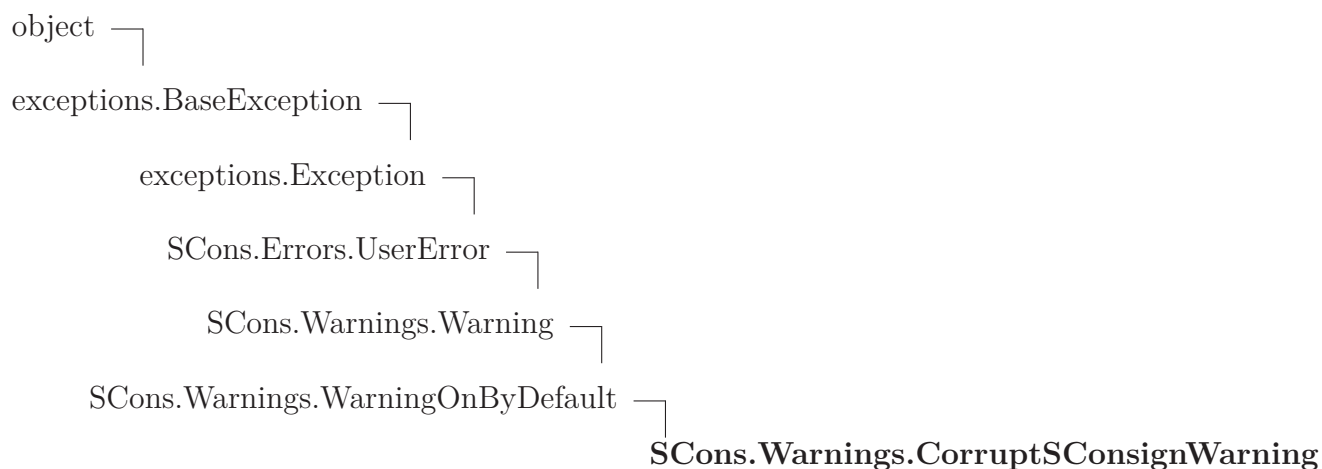 object
exceptions.BaseException
exceptions.Exception
SCons.Errors.UserError
SCons.Warnings.Warning
SCons.Warnings.WarningOnByDefault
SCons.Warnings.CorruptSConsignWarning